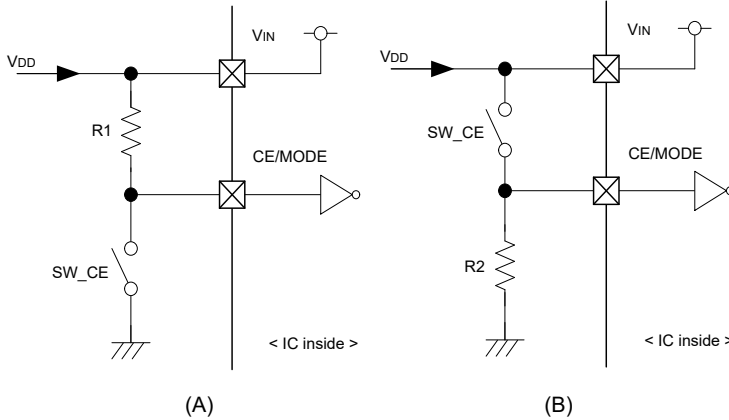 VIN
VDD
R1
CE/MODE
SW_CE
< IC inside >
(A)
VIN
VDD
SW_CE
CE/MODE
R2
< IC inside >
(B)